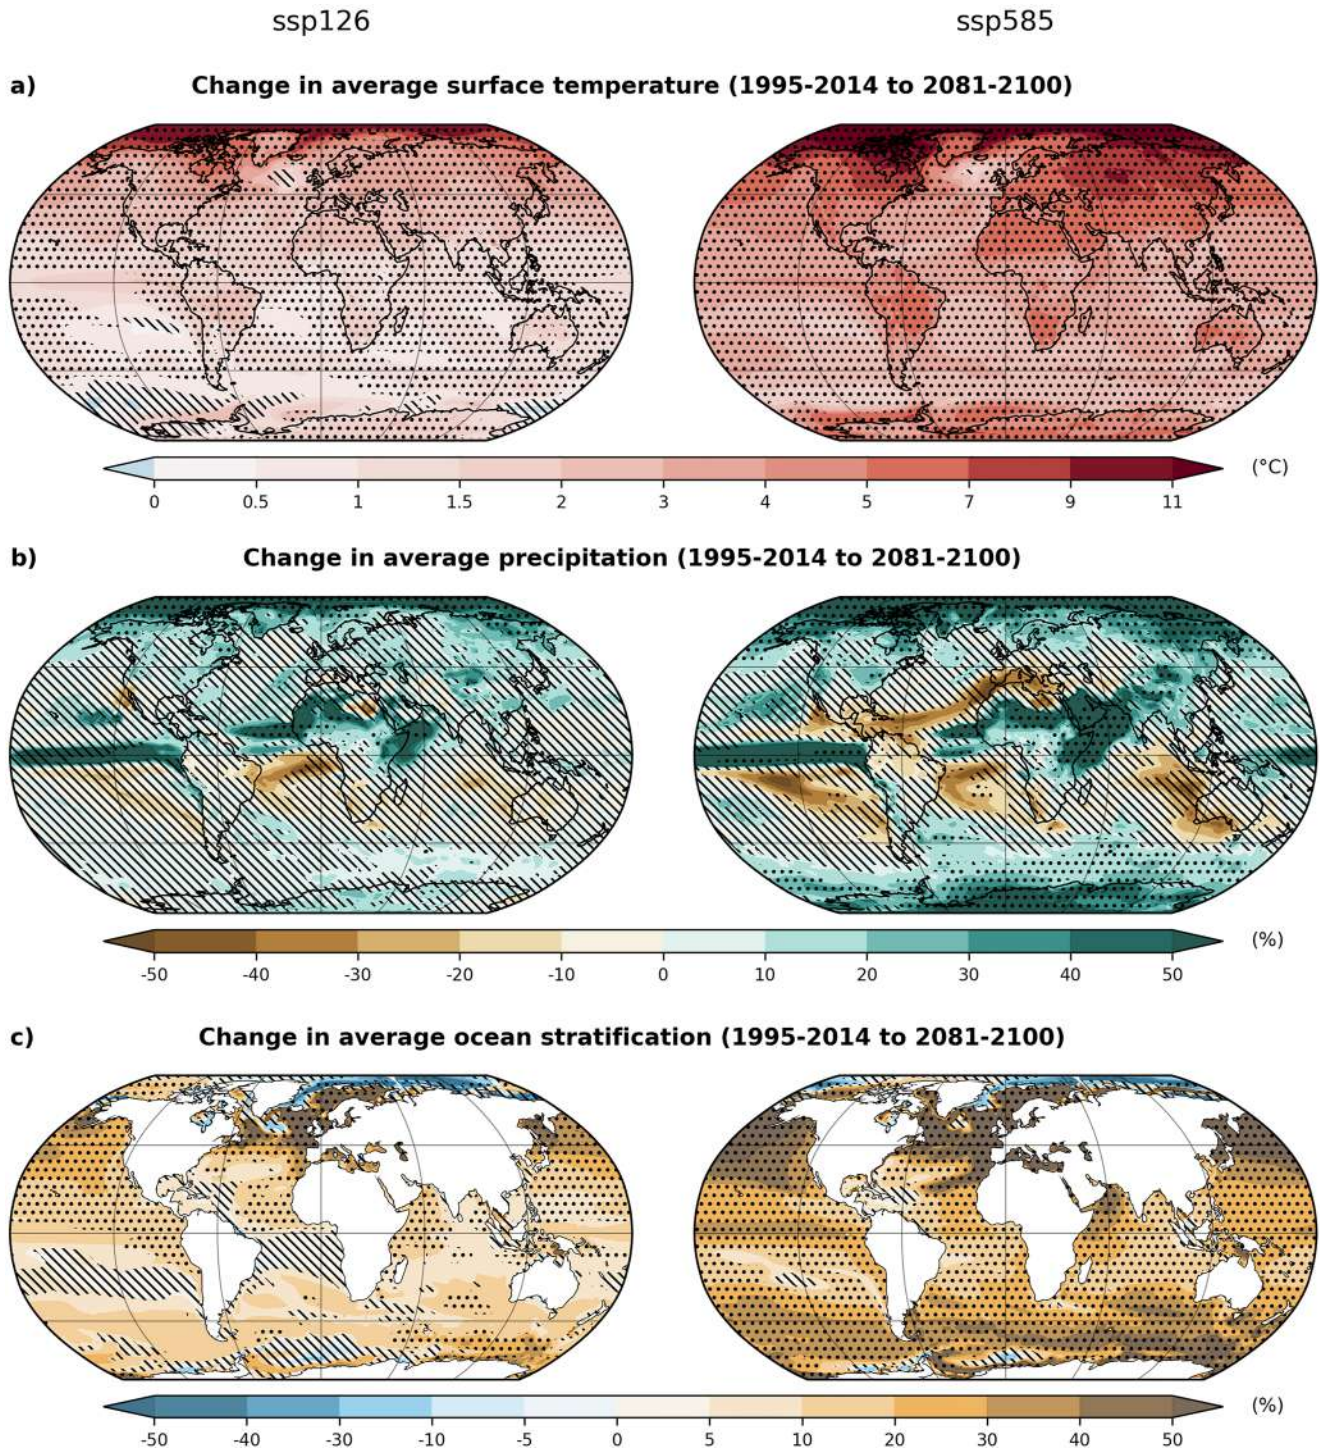 ssp126 ssp585
a) Change in average surface temperature (1995-2014 to 2081-2100)
0 0.5 1 1.5 2 3 4 5 7 9 11 (°C)
b) Change in average precipitation (1995-2014 to 2081-2100)
-50 -40 -30 -20 -10 0 10 20 30 40 50 (%)
c) Change in average ocean stratification (1995-2014 to 2081-2100)
-50 -40 -30 -10 -5 0 5 10 20 30 40 50 (%)